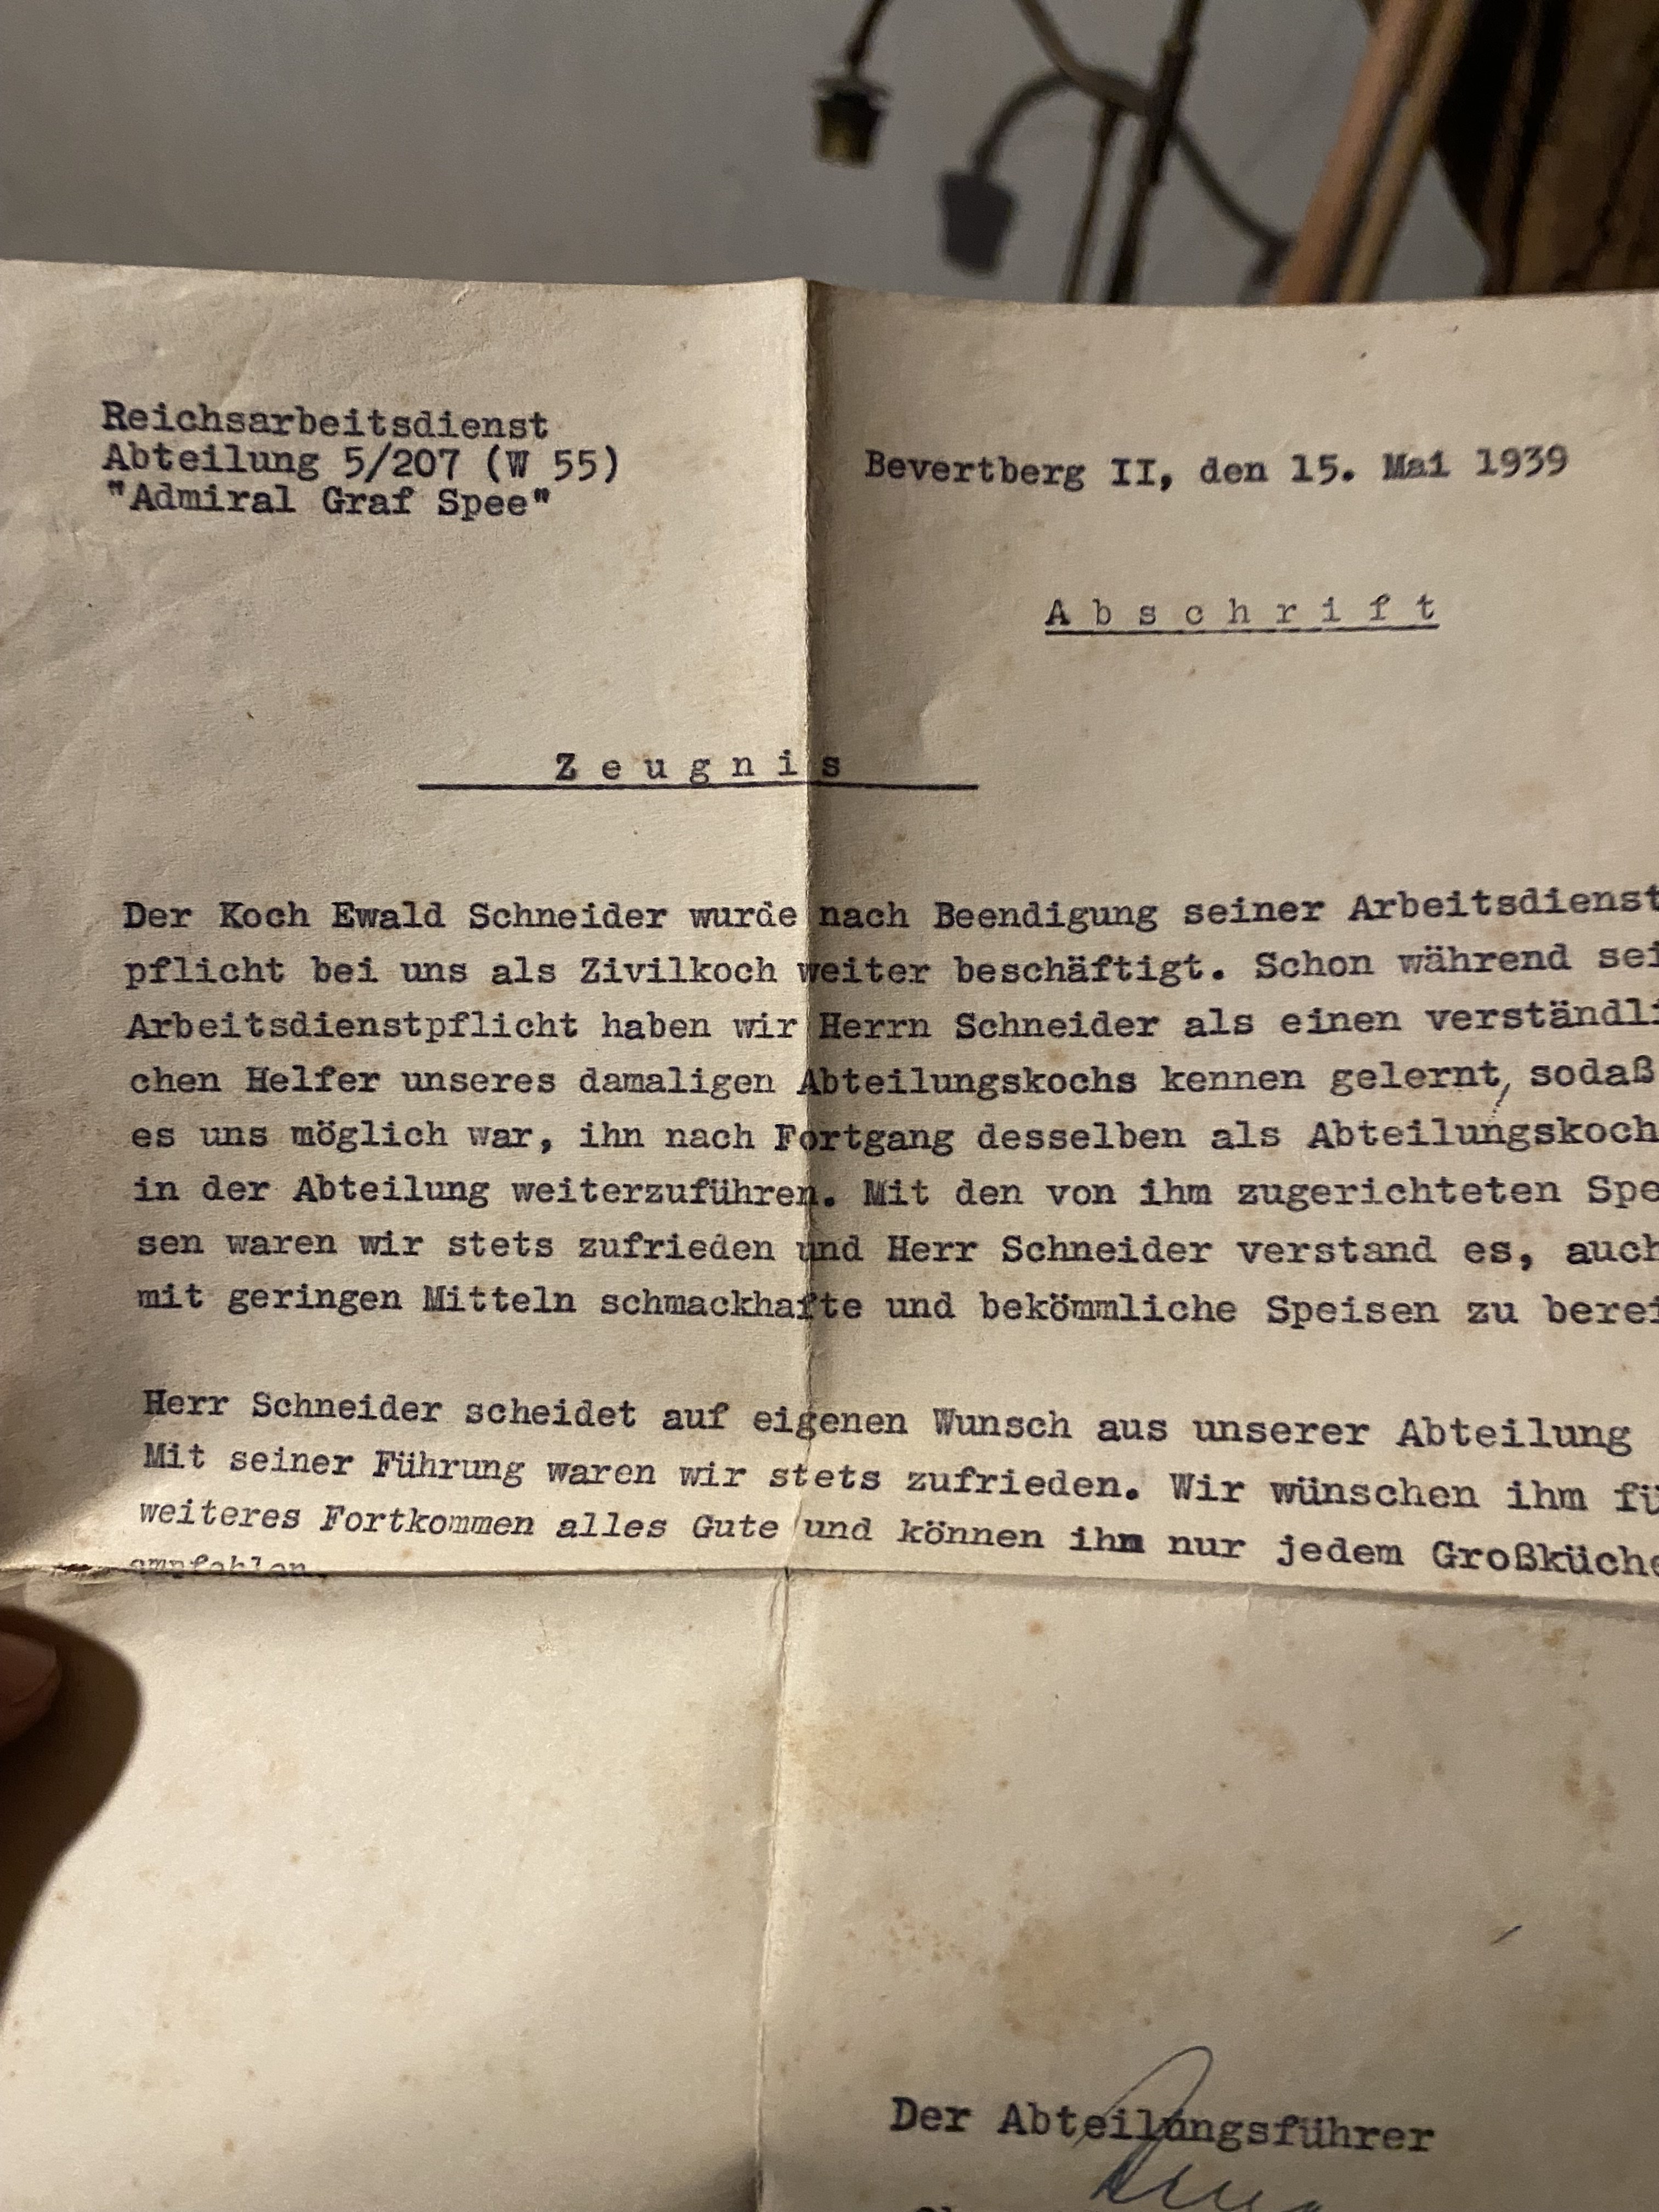 Reichsarbeitsdienst
Abteilung 5/207 (W 55)
"Admiral Graf Spee"
Bevertberg II, den 15. Mai 1939
A b s c h r i f t
Z e u g n i s
Der Koch Ewald Schneider wurde nach Beendigung seiner Arbeitsdienst
pflicht bei uns als Zivilkoch weiter beschäftigt. Schon während sei
Arbeitsdienstpflicht haben wir Herrn Schneider als einen verständli
chen Helfer unseres damaligen Abteilungskochs kennen gelernt, sodaß
es uns möglich war, ihn nach Fortgang desselben als Abteilungskoch
in der Abteilung weiterzuführen. Mit den von ihm zugerichteten Spe
sen waren wir stets zufrieden und Herr Schneider verstand es, auch
mit geringen Mitteln schmackhafte und bekömmliche Speisen zu berei
Herr Schneider scheidet auf eigenen Wunsch aus unserer Abteilung
Mit seiner Führung waren wir stets zufrieden. Wir wünschen ihm fü
weiteres Fortkommen alles Gute und können ihn nur jedem Großküche
empfehlen.
Der Abteilungsführer